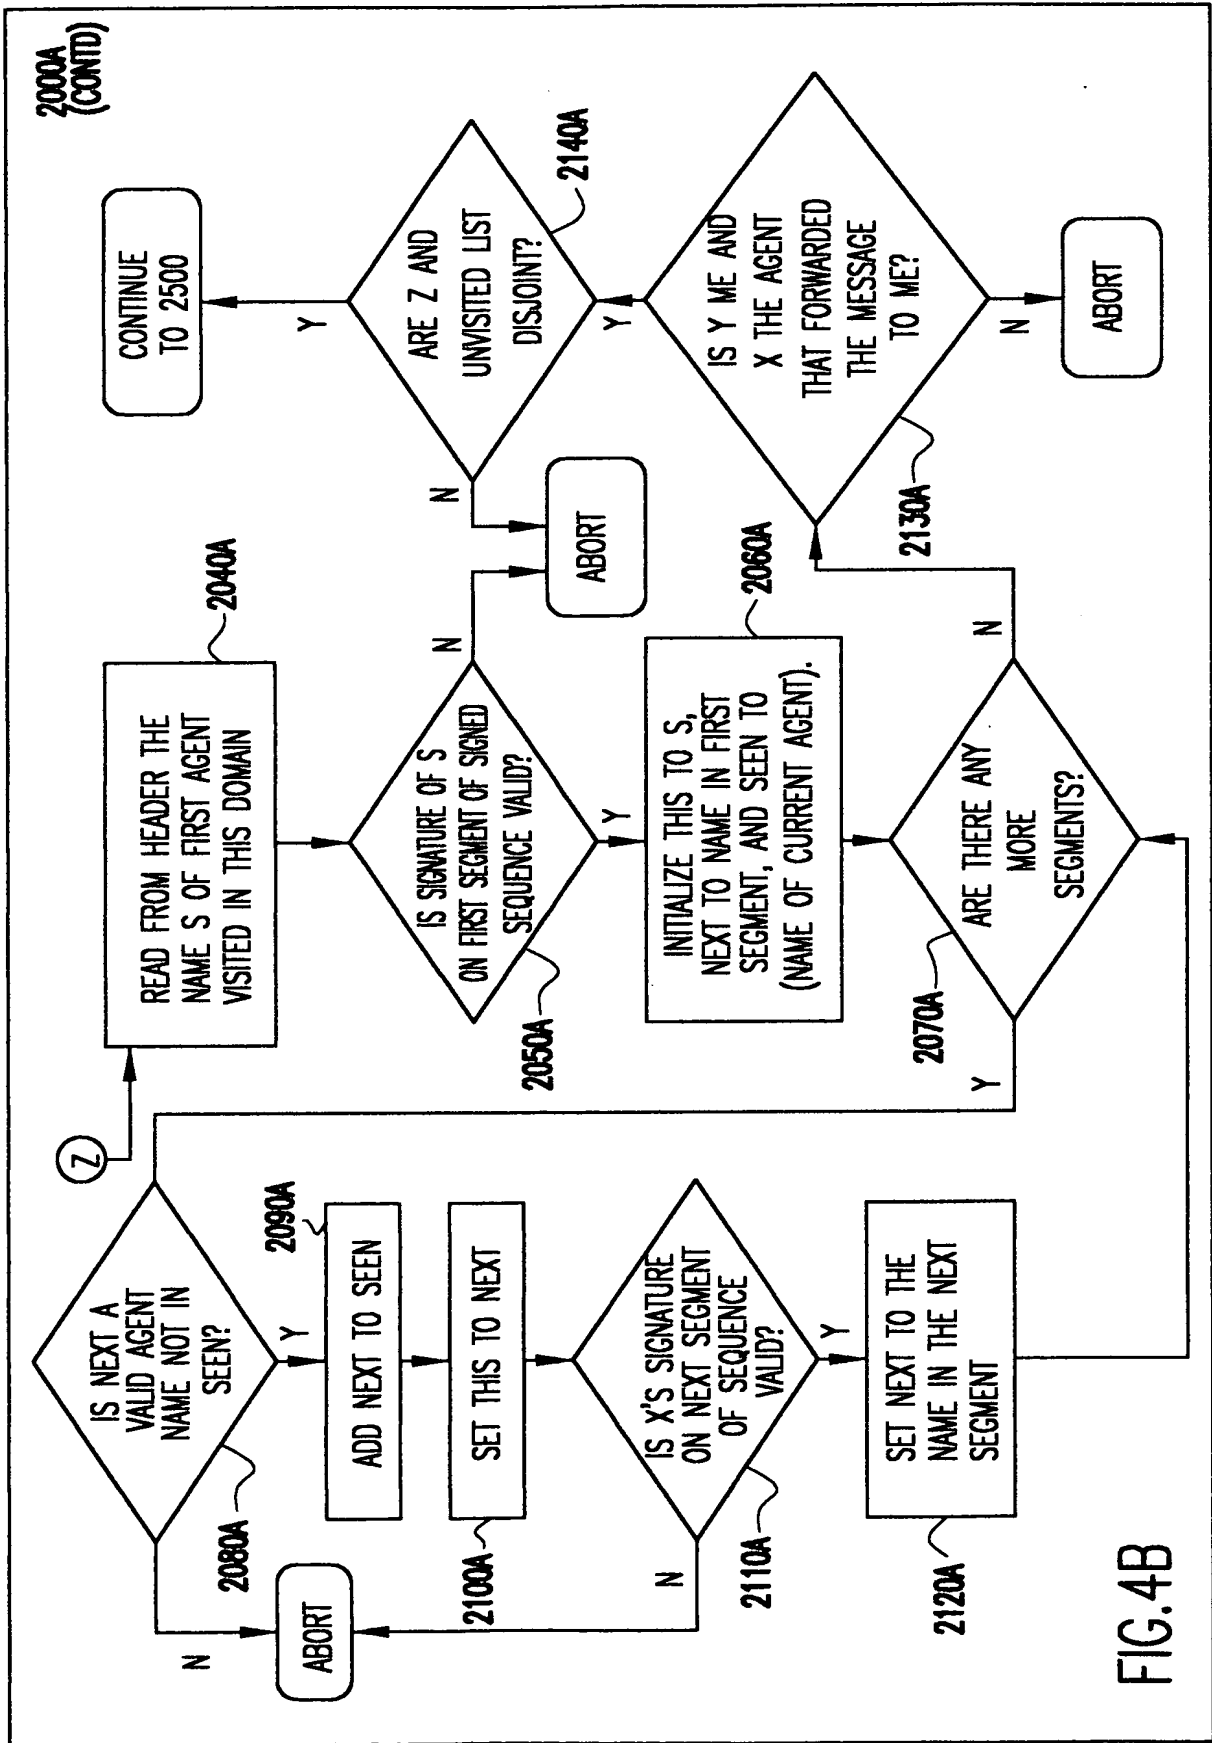 2000A
(CONTD)
Z
READ FROM HEADER THE
NAME S OF FIRST AGENT
VISITED IN THIS DOMAIN
2040A
IS SIGNATURE OF S
ON FIRST SEGMENT OF SIGNED
SEQUENCE VALID?
2050A
N
Y
ABORT
INITIALIZE THIS TO S,
NEXT TO NAME IN FIRST
SEGMENT, AND SEEN TO
(NAME OF CURRENT AGENT).
2060A
ARE THERE ANY
MORE
SEGMENTS?
2070A
Y
N
IS NEXT A
VALID AGENT
NAME NOT IN
SEEN?
2080A
N
Y
ABORT
2090A
ADD NEXT TO SEEN
SET THIS TO NEXT
2100A
IS X'S SIGNATURE
ON NEXT SEGMENT
OF SEQUENCE
VALID?
2110A
N
Y
SET NEXT TO THE
NAME IN THE NEXT
SEGMENT
2120A
IS Y ME AND
X THE AGENT
THAT FORWARDED
THE MESSAGE
TO ME?
2130A
Y
N
ABORT
ARE Z AND
UNVISITED LIST
DISJOINT?
2140A
N
Y
CONTINUE
TO 2500
FIG.4B